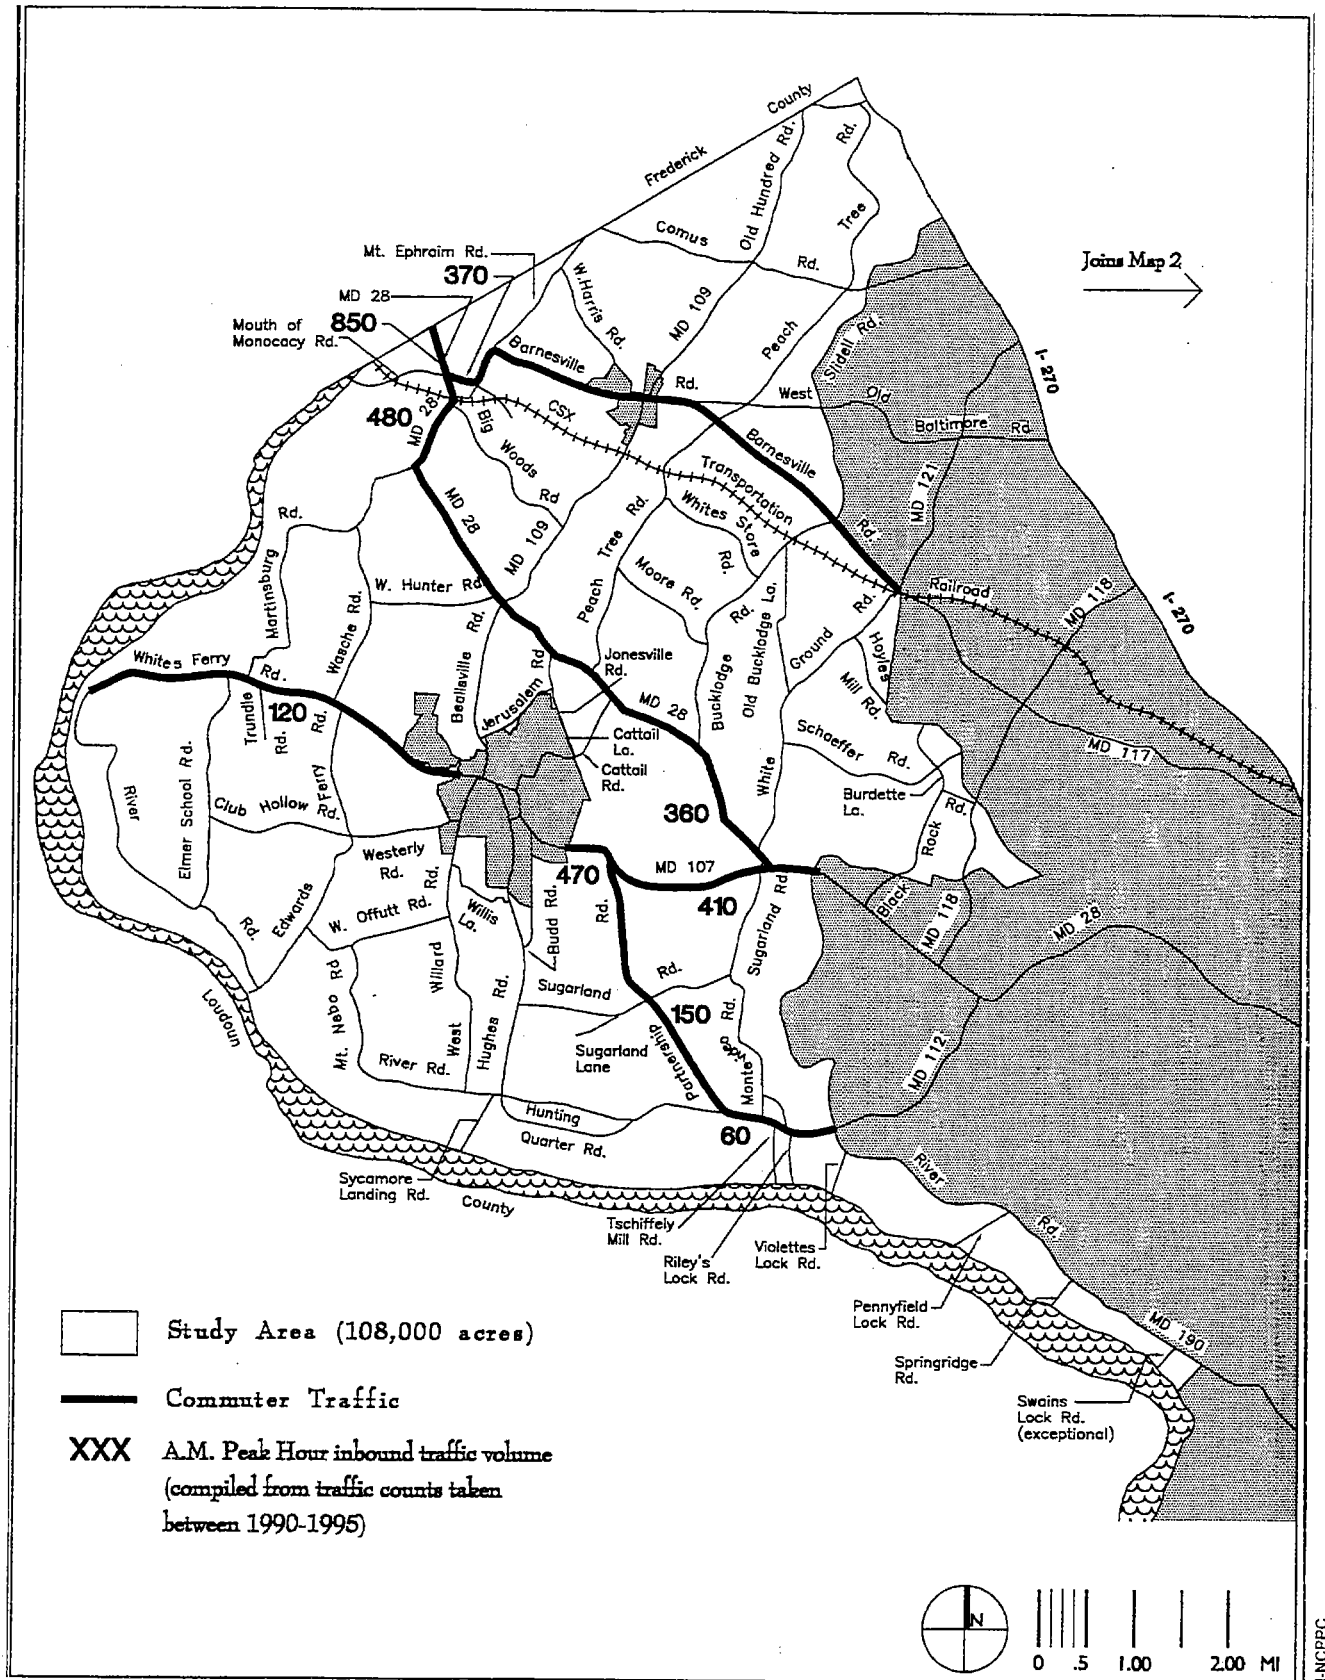 County
Frederick
Old Hundred Rd.
Rd.
Tree
Comus
Rd.
Joins Map 2
Mt. Ephraim Rd.
370
MD 28
850
Mouth of
Monocacy Rd.
W.Harris Rd.
MD 109
Peach
Slidell Rd.
I-270
Barnesville
Rd.
West
Old
Baltimore Rd
480
MD 28
Big
Woods
Rd
CSX
Transportation
Railroad
Barnesville
Rd.
MD 121
MD 28
MD 109
Tree Rd.
Peach
Whites Store
Rd.
Moore Rd.
Rd.
Martinsburg
Rd.
W. Hunter Rd.
Wasche Rd.
Beallsville Rd.
Jerusalem Rd
Jonesville
Rd.
Bucklodge
Old Bucklodge La.
Ground
Rd.
Hoyles
Mill Rd.
MD 118
I-270
Whites Ferry
Rd.
120
Trundle
Rd.
Rd.
Ferry
MD 28
Cattail
La.
Cattail
Rd.
White
Schaeffer
Rd.
MD 117
Burdette
La.
River
Elmer School Rd.
Club Hollow Rd.
360
Rd.
Rock
Black
Westerly
Rd.
470
MD 107
410
Rd.
Budd Rd.
Sugarland Rd
MD 118
MD 28
Rd.
Edwards
W. Offutt Rd.
Rd.
Willard
West
Willis
La.
Mt. Nebo Rd
Hughes Rd.
Sugarland
Rd.
150
Loudoun
River Rd.
Sugarland
Lane
Partnership
Montevideo Rd.
MD 112
Hunting
Quarter Rd.
60
River
Rd.
Sycamore
Landing Rd.
County
Tschiffely
Mill Rd.
Riley's
Lock Rd.
Violettes
Lock Rd.
Pennyfield
Lock Rd.
MD 190
Springridge
Rd.
Swains
Lock Rd.
(exceptional)
Study Area (108,000 acres)
Commuter Traffic
XXX A.M. Peak Hour inbound traffic volume
(compiled from traffic counts taken
between 1990-1995)
N
0 .5 1.00 2.00 MI